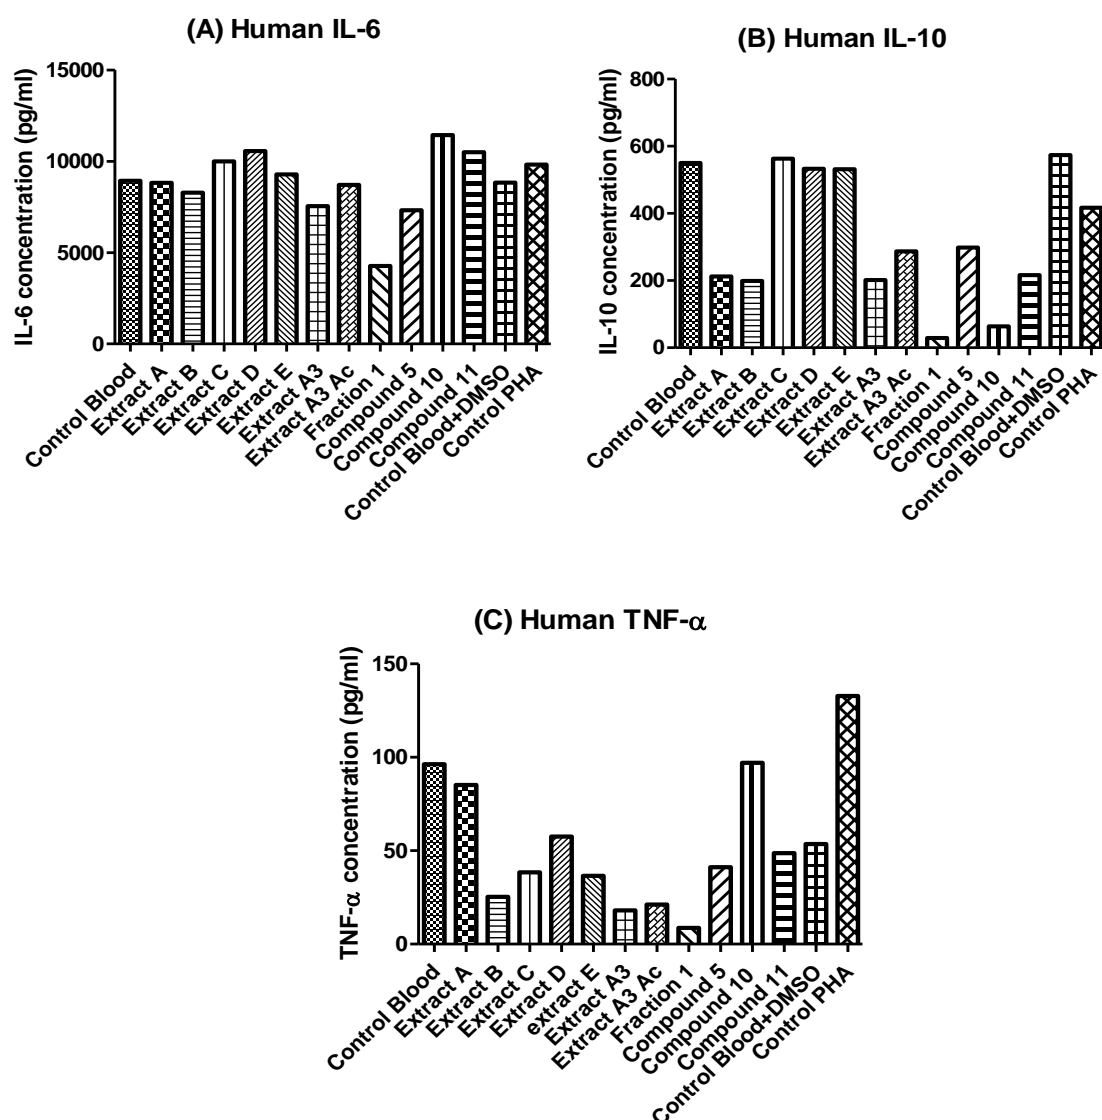 (A) Human IL-6
IL-6 concentration (pg/ml)
15000
10000
5000
0
Control Blood
Extract A
Extract B
Extract C
Extract D
Extract E
Extract A3
Extract A3 Ac
Fraction 1
Compound 5
Compound 10
Compound 11
Control Blood+DMSO
Control PHA
(B) Human IL-10
IL-10 concentration (pg/ml)
800
600
400
200
0
Control Blood
Extract A
Extract B
Extract C
Extract D
Extract E
Extract A3
Extract A3 Ac
Fraction 1
Compound 5
Compound 10
Compound 11
Control Blood+DMSO
Control PHA
(C) Human TNF-α
TNF-α concentration (pg/ml)
150
100
50
0
Control Blood
Extract A
Extract B
Extract C
Extract D
extract E
Extract A3
Extract A3 Ac
Fraction 1
Compound 5
Compound 10
Compound 11
Control Blood+DMSO
Control PHA